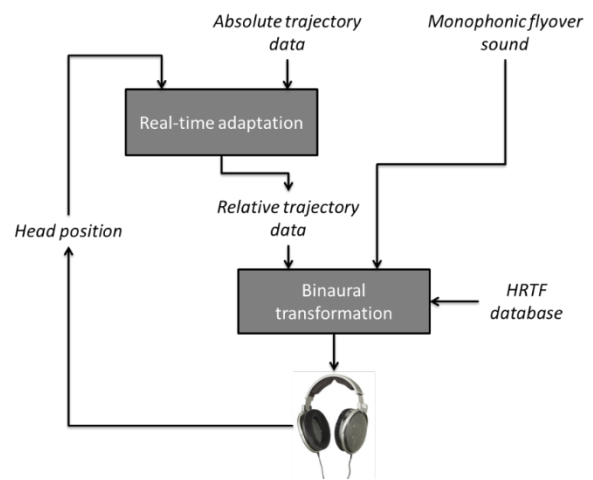 Absolute trajectory
data
Monophonic flyover
sound
Real-time adaptation
Relative trajectory
data
Head position
Binaural
transformation
HRTF
database